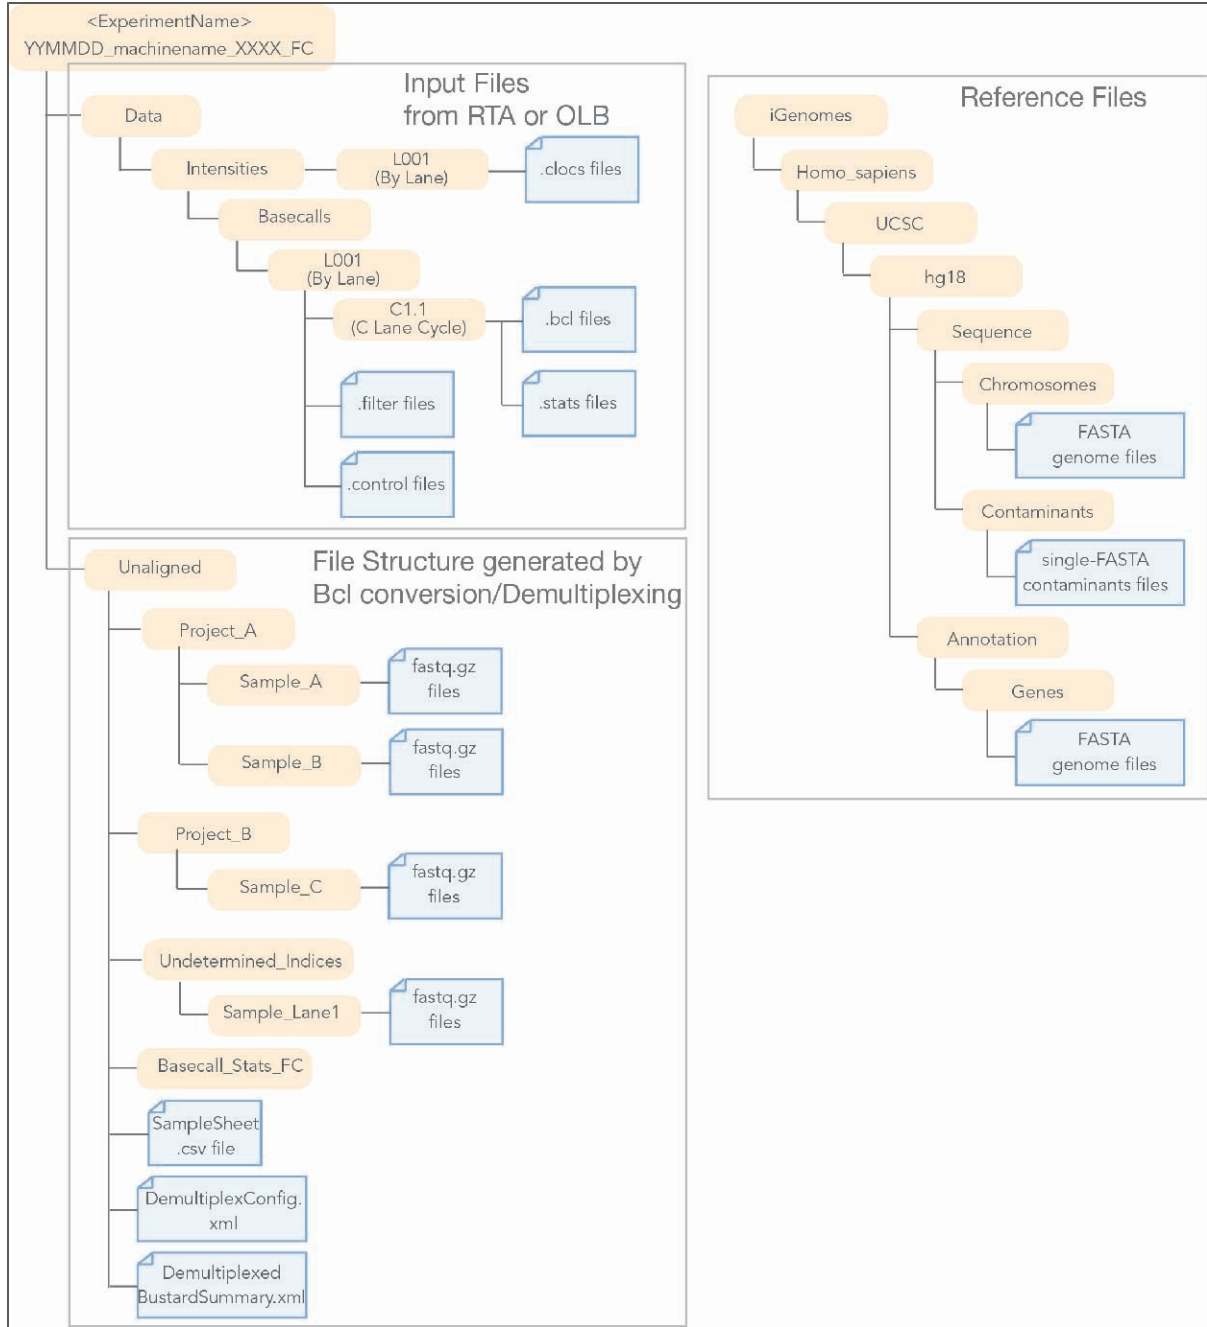 <ExperimentName>
YYMMDD_machinename_XXXX_FC
Input Files
from RTA or OLB
Data
Intensities
L001
(By Lane)
.clocs files
Basecalls
L001
(By Lane)
C1.1
(C Lane Cycle)
.bcl files
.filter files
.stats files
.control files
Unaligned
File Structure generated by
Bcl conversion/Demultiplexing
Project_A
Sample_A
fastq.gz
files
Sample_B
fastq.gz
files
Project_B
Sample_C
fastq.gz
files
Undetermined_Indices
Sample_Lane1
fastq.gz
files
Basecall_Stats_FC
SampleSheet
.csv file
DemultiplexConfig.
xml
Demultiplexed
BustardSummary.xml
Reference Files
iGenomes
Homo_sapiens
UCSC
hg18
Sequence
Chromosomes
FASTA
genome files
Contaminants
single-FASTA
contaminants files
Annotation
Genes
FASTA
genome files